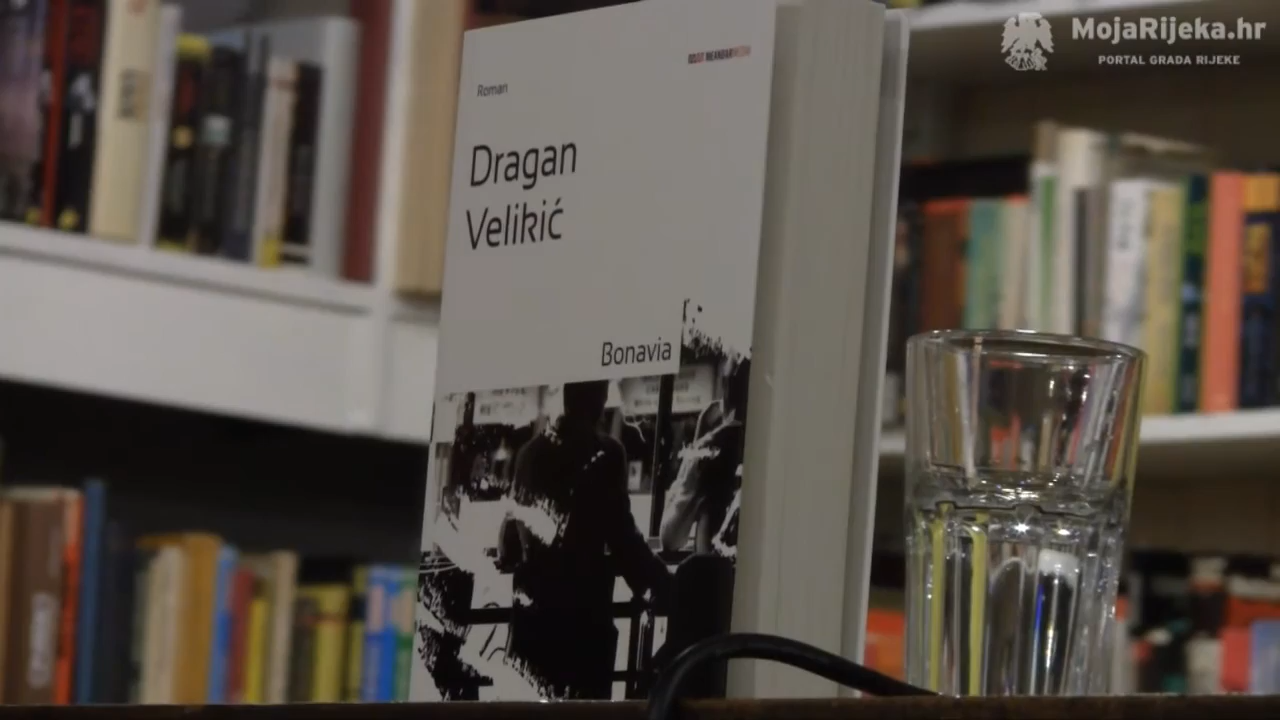 MojaRijeka.hr
PORTAL GRADA RIJEKE
Roman
Dragan
Velikić
Bonavia